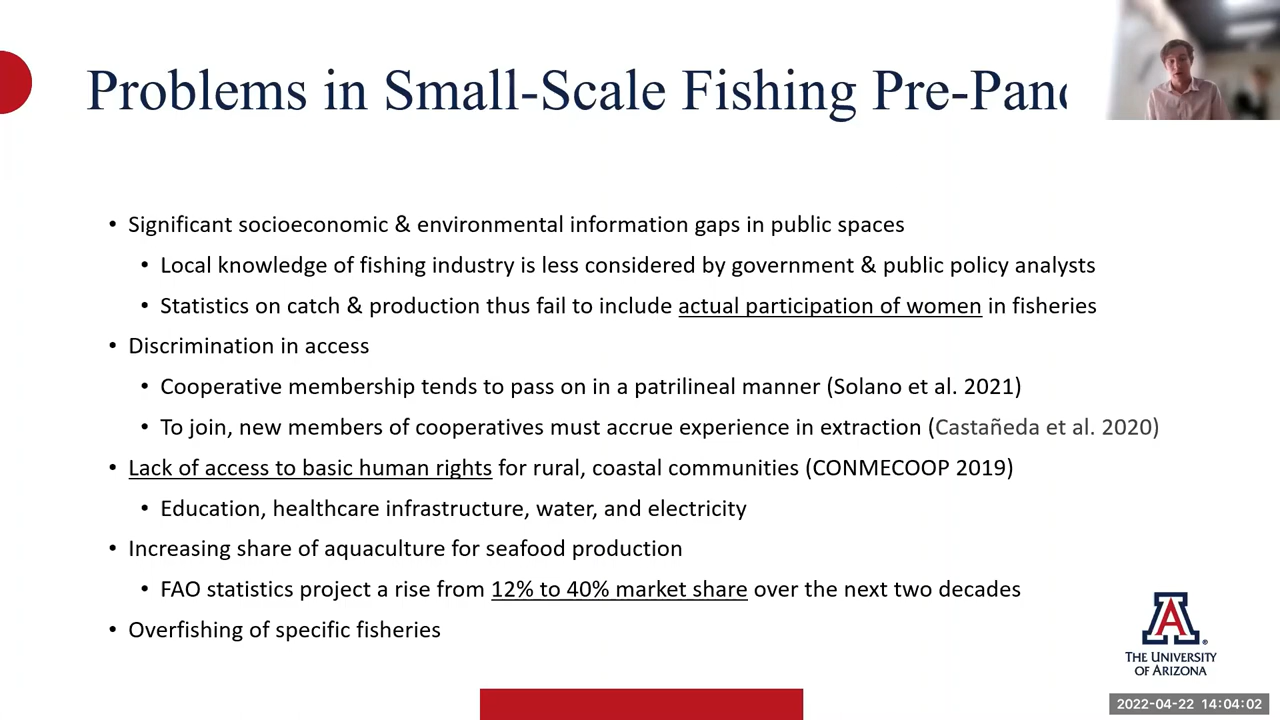 Problems in Small-Scale Fishing
• Significant socioeconomic & environmental information gaps in public spaces
• Local knowledge of fishing industry is less considered by government & public policy analysts
• Statistics on catch & production thus fail to include actual participation of women in fisheries
• Discrimination in access
• Cooperative membership tends to pass on in a patrilineal manner (Solano et al. 2021)
• To join, new members of cooperatives must accrue experience in extraction (Castañeda et al. 2020)
• Lack of access to basic human rights for rural, coastal communities (CONMECOOP 2019)
• Education, healthcare infrastructure, water, and electricity
• Increasing share of aquaculture for seafood production
• FAO statistics project a rise from 12% to 40% market share over the next two decades
• Overfishing of specific fisheries
A
THE UNIVERSITY
OF ARIZONA
2022-04-22 14:04:02